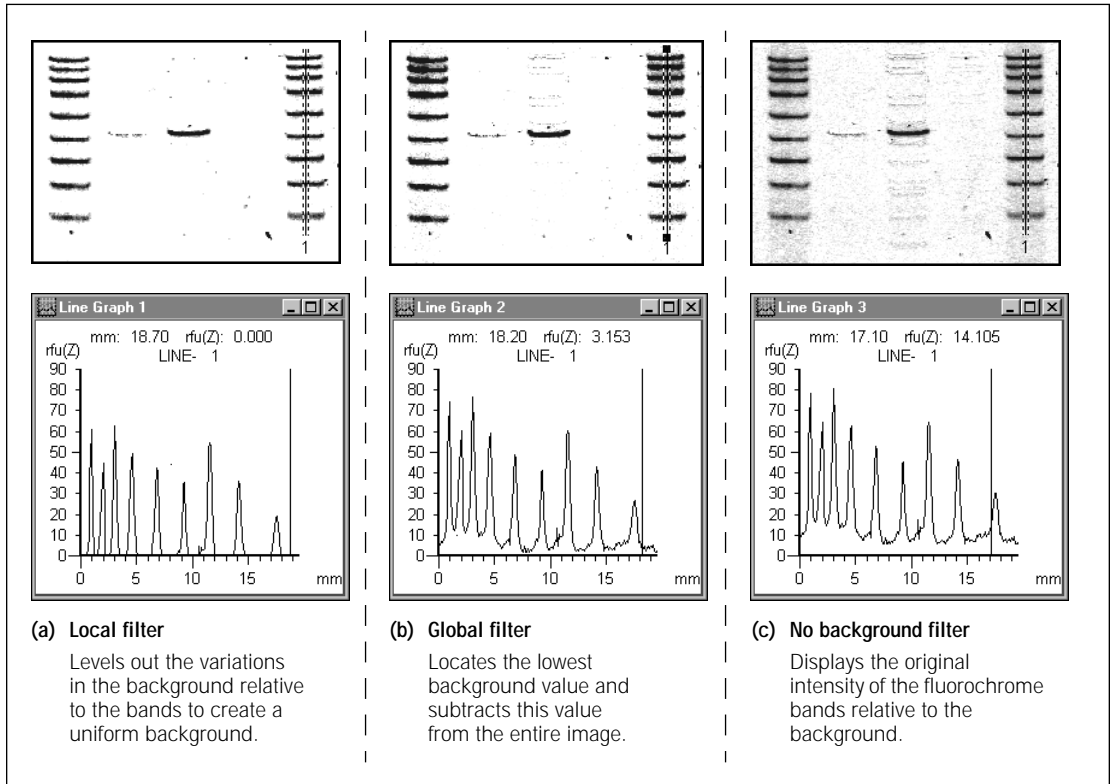 1
1
1
Line Graph 1
mm: 18.70 rfu(Z): 0.000
rfu(Z)
LINE- 1
90
80
70
60
50
40
30
20
10
0
0 5 10 15 mm
(a) Local filter
Levels out the variations
in the background relative
to the bands to create a
uniform background.
Line Graph 2
mm: 18.20 rfu(Z): 3.153
rfu(Z)
LINE- 1
90
80
70
60
50
40
30
20
10
0
0 5 10 15 mm
(b) Global filter
Locates the lowest
background value and
subtracts this value
from the entire image.
Line Graph 3
mm: 17.10 rfu(Z): 14.105
rfu(Z)
LINE- 1
90
80
70
60
50
40
30
20
10
0
0 5 10 15 mm
(c) No background filter
Displays the original
intensity of the fluorochrome
bands relative to the
background.